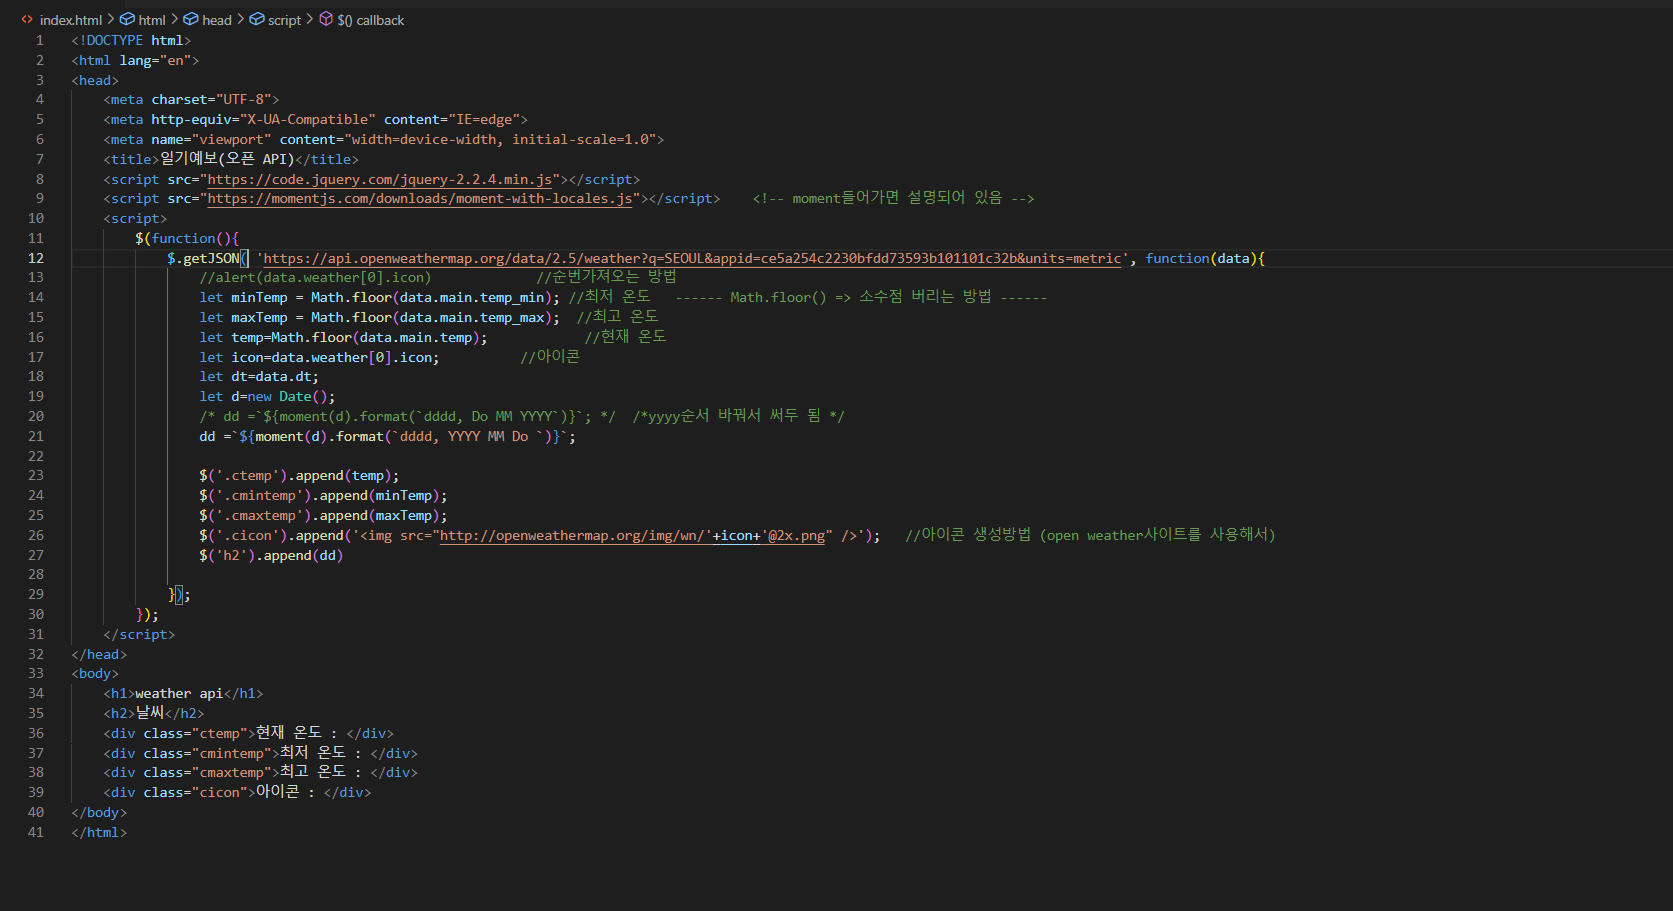 index.html > html > head > script > $() callback
1 <!DOCTYPE html>
2 <html lang="en">
3 <head>
4 <meta charset="UTF-8">
5 <meta http-equiv="X-UA-Compatible" content="IE=edge">
6 <meta name="viewport" content="width=device-width, initial-scale=1.0">
7 <title>일기예보(오픈 API)</title>
8 <script src="https://code.jquery.com/jquery-2.2.4.min.js"></script>
9 <script src="https://momentjs.com/downloads/moment-with-locales.js"></script> <!-- moment들어가면 설명되어 있음 -->
10 <script>
11 $(function(){
12 $.getJSON( 'https://api.openweathermap.org/data/2.5/weather?q=SEOUL&appid=ce5a254c2230bfdd73593b101101c32b&units=metric', function(data){
13 //alert(data.weather[0].icon) //순번가져오는 방법
14 let minTemp = Math.floor(data.main.temp_min); //최저 온도 ------ Math.floor() => 소수점 버리는 방법 ------
15 let maxTemp = Math.floor(data.main.temp_max); //최고 온도
16 let temp=Math.floor(data.main.temp); //현재 온도
17 let icon=data.weather[0].icon; //아이콘
18 let dt=data.dt;
19 let d=new Date();
20 /* dd =`${moment(d).format(`dddd, Do MM YYYY`)}`; */ /*yyyy순서 바꿔서 써두 됨 */
21 dd =`${moment(d).format(`dddd, YYYY MM Do `)}`;
22
23 $('.ctemp').append(temp);
24 $('.cmintemp').append(minTemp);
25 $('.cmaxtemp').append(maxTemp);
26 $('.cicon').append('<img src="http://openweathermap.org/img/wn/'+icon+'@2x.png" />'); //아이콘 생성방법 (open weather사이트를 사용해서)
27 $('h2').append(dd)
28
29 });
30 });
31 </script>
32 </head>
33 <body>
34 <h1>weather api</h1>
35 <h2>날씨</h2>
36 <div class="ctemp">현재 온도 : </div>
37 <div class="cmintemp">최저 온도 : </div>
38 <div class="cmaxtemp">최고 온도 : </div>
39 <div class="cicon">아이콘 : </div>
40 </body>
41 </html>